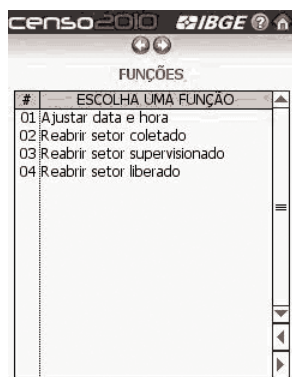 censo2010 IBGE ?
FUNÇÕES
# ESCOLHA UMA FUNÇÃO
01 Ajustar data e hora
02 Reabrir setor coletado
03 Reabrir setor supervisionado
04 Reabrir setor liberado